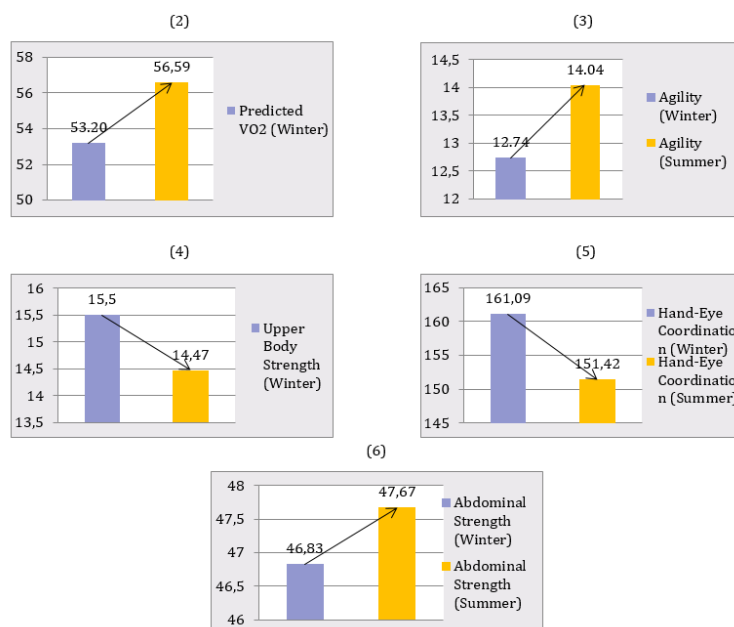 (2)
58
56
54
52
50
53.20
56,59
Predicted
VO2 (Winter)
(3)
14,5
14
13,5
13
12,5
12
12.74
14.04
Agility
(Winter)
Agility
(Summer)
(4)
16
15,5
15
14,5
14
13,5
15,5
14,47
Upper
Body
Strength
(Winter)
(5)
165
160
155
150
145
161,09
151,42
Hand-Eye
Coordinatio
n (Winter)
Hand-Eye
Coordinatio
n (Summer)
(6)
48
47,5
47
46,5
46
46,83
47,67
Abdominal
Strength
(Winter)
Abdominal
Strength
(Summer)